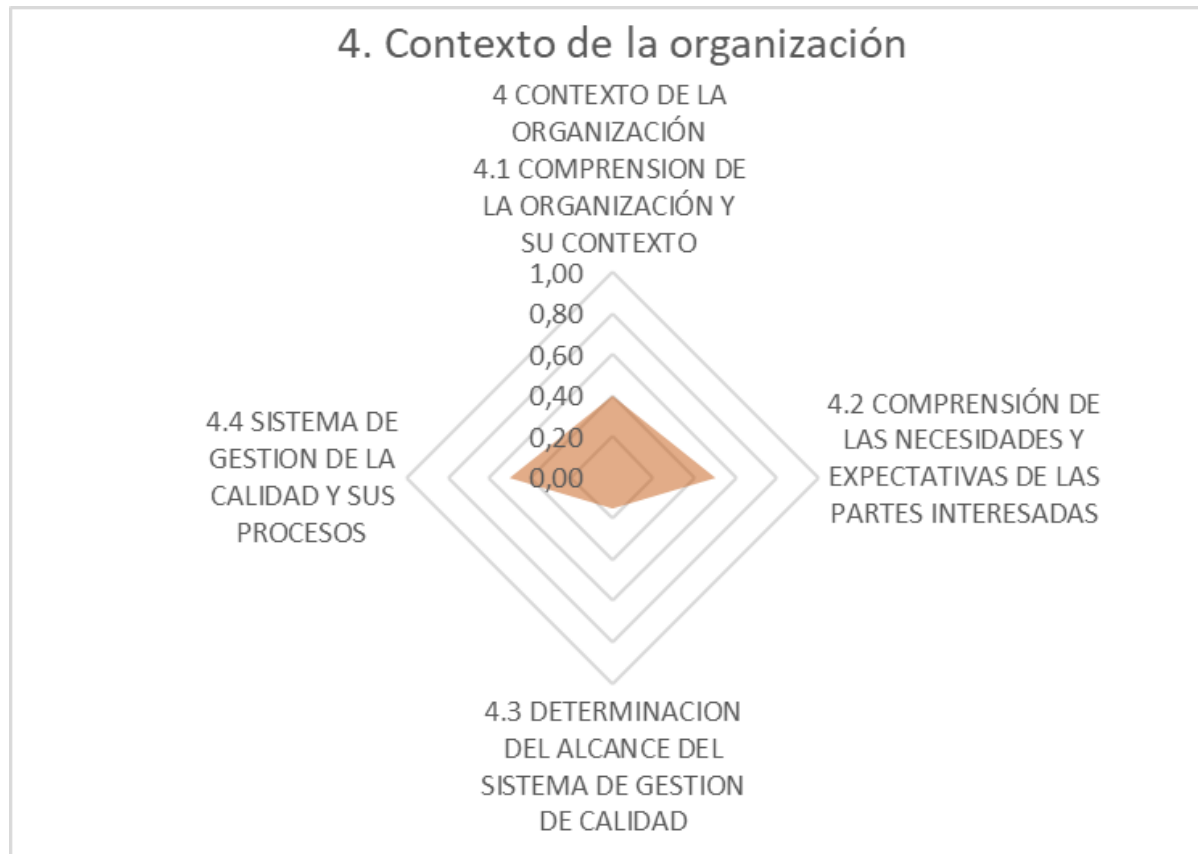 4. Contexto de la organización
4 CONTEXTO DE LA
ORGANIZACIÓN
4.1 COMPRENSION DE
LA ORGANIZACIÓN Y
SU CONTEXTO
1,00
0,80
0,60
0,40
0,20
0,00
4.2 COMPRENSIÓN DE
LAS NECESIDADES Y
EXPECTATIVAS DE LAS
PARTES INTERESADAS
4.3 DETERMINACION
DEL ALCANCE DEL
SISTEMA DE GESTION
DE CALIDAD
4.4 SISTEMA DE
GESTION DE LA
CALIDAD Y SUS
PROCESOS